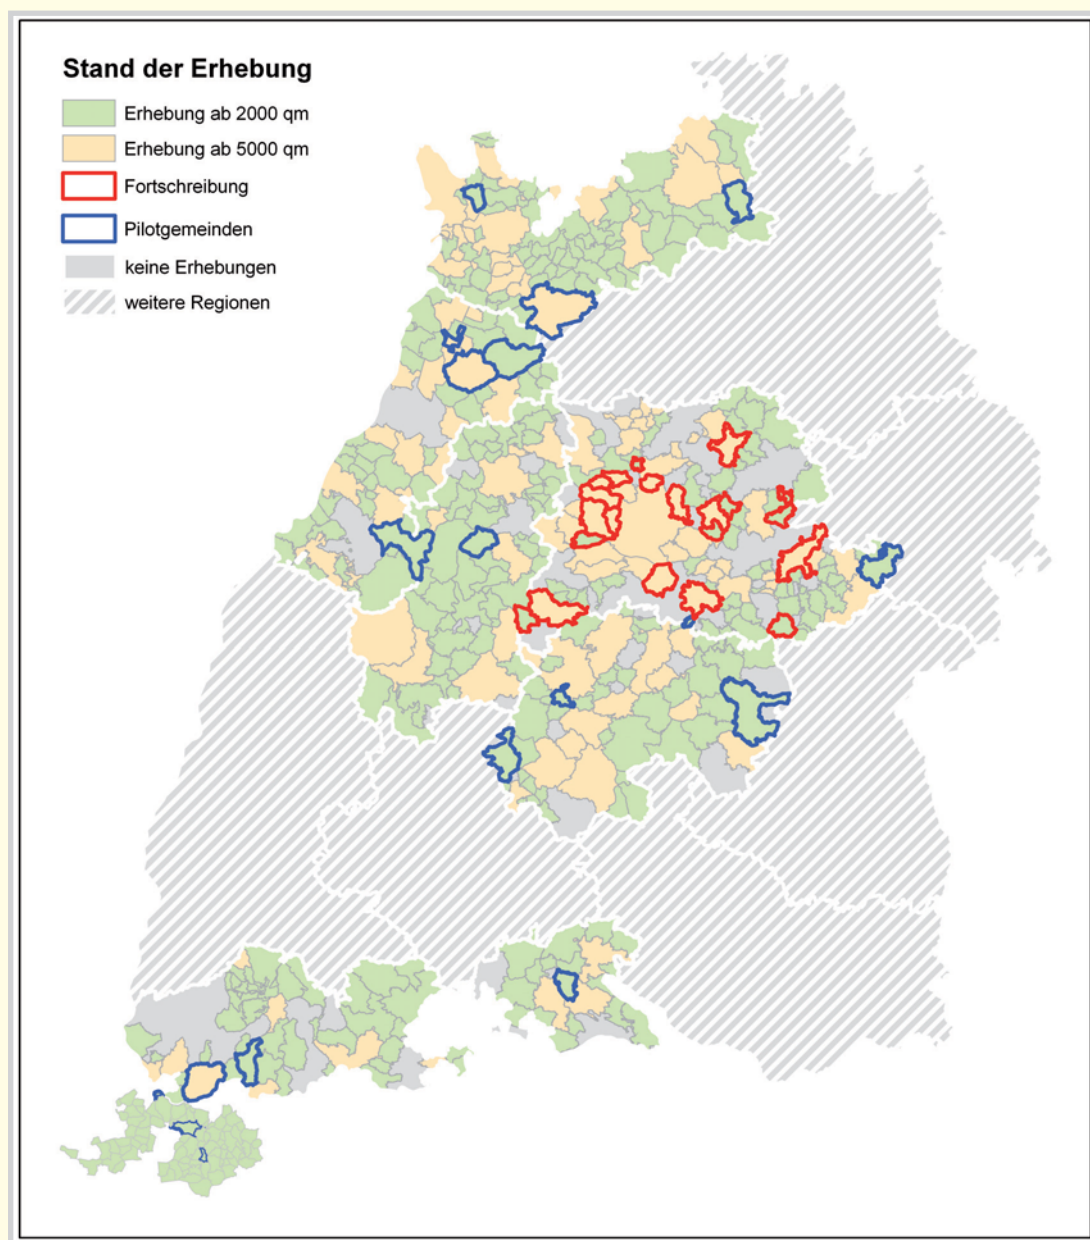 Stand der Erhebung
Erhebung ab 2000 qm
Erhebung ab 5000 qm
Fortschreibung
Pilotgemeinden
keine Erhebungen
weitere Regionen